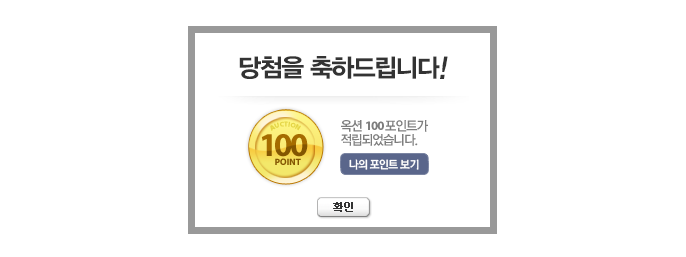 당첨을 축하드립니다!
AUCTION
100
POINT
옥션 100포인트가
적립되었습니다.
나의 포인트 보기
확인